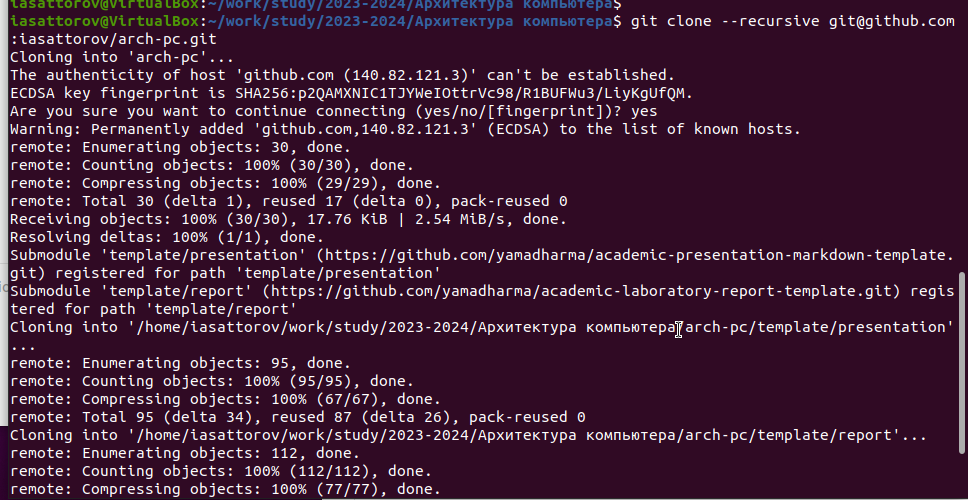 iasattorov@VirtualBox:~/work/study/2023-2024/Архитектура компьютера$
iasattorov@VirtualBox:~/work/study/2023-2024/Архитектура компьютера$ git clone --recursive git@github.com
:iasattorov/arch-pc.git
Cloning into 'arch-pc'...
The authenticity of host 'github.com (140.82.121.3)' can't be established.
ECDSA key fingerprint is SHA256:p2QAMXNIC1TJYWeIOttrVc98/R1BUFWu3/LiyKgUfQM.
Are you sure you want to continue connecting (yes/no/[fingerprint])? yes
Warning: Permanently added 'github.com,140.82.121.3' (ECDSA) to the list of known hosts.
remote: Enumerating objects: 30, done.
remote: Counting objects: 100% (30/30), done.
remote: Compressing objects: 100% (29/29), done.
remote: Total 30 (delta 1), reused 17 (delta 0), pack-reused 0
Receiving objects: 100% (30/30), 17.76 KiB | 2.54 MiB/s, done.
Resolving deltas: 100% (1/1), done.
Submodule 'template/presentation' (https://github.com/yamadharma/academic-presentation-markdown-template.
git) registered for path 'template/presentation'
Submodule 'template/report' (https://github.com/yamadharma/academic-laboratory-report-template.git) regis
tered for path 'template/report'
Cloning into '/home/iasattorov/work/study/2023-2024/Архитектура компьютера/arch-pc/template/presentation'
...
remote: Enumerating objects: 95, done.
remote: Counting objects: 100% (95/95), done.
remote: Compressing objects: 100% (67/67), done.
remote: Total 95 (delta 34), reused 87 (delta 26), pack-reused 0
Cloning into '/home/iasattorov/work/study/2023-2024/Архитектура компьютера/arch-pc/template/report'...
remote: Enumerating objects: 112, done.
remote: Counting objects: 100% (112/112), done.
remote: Compressing objects: 100% (77/77), done.